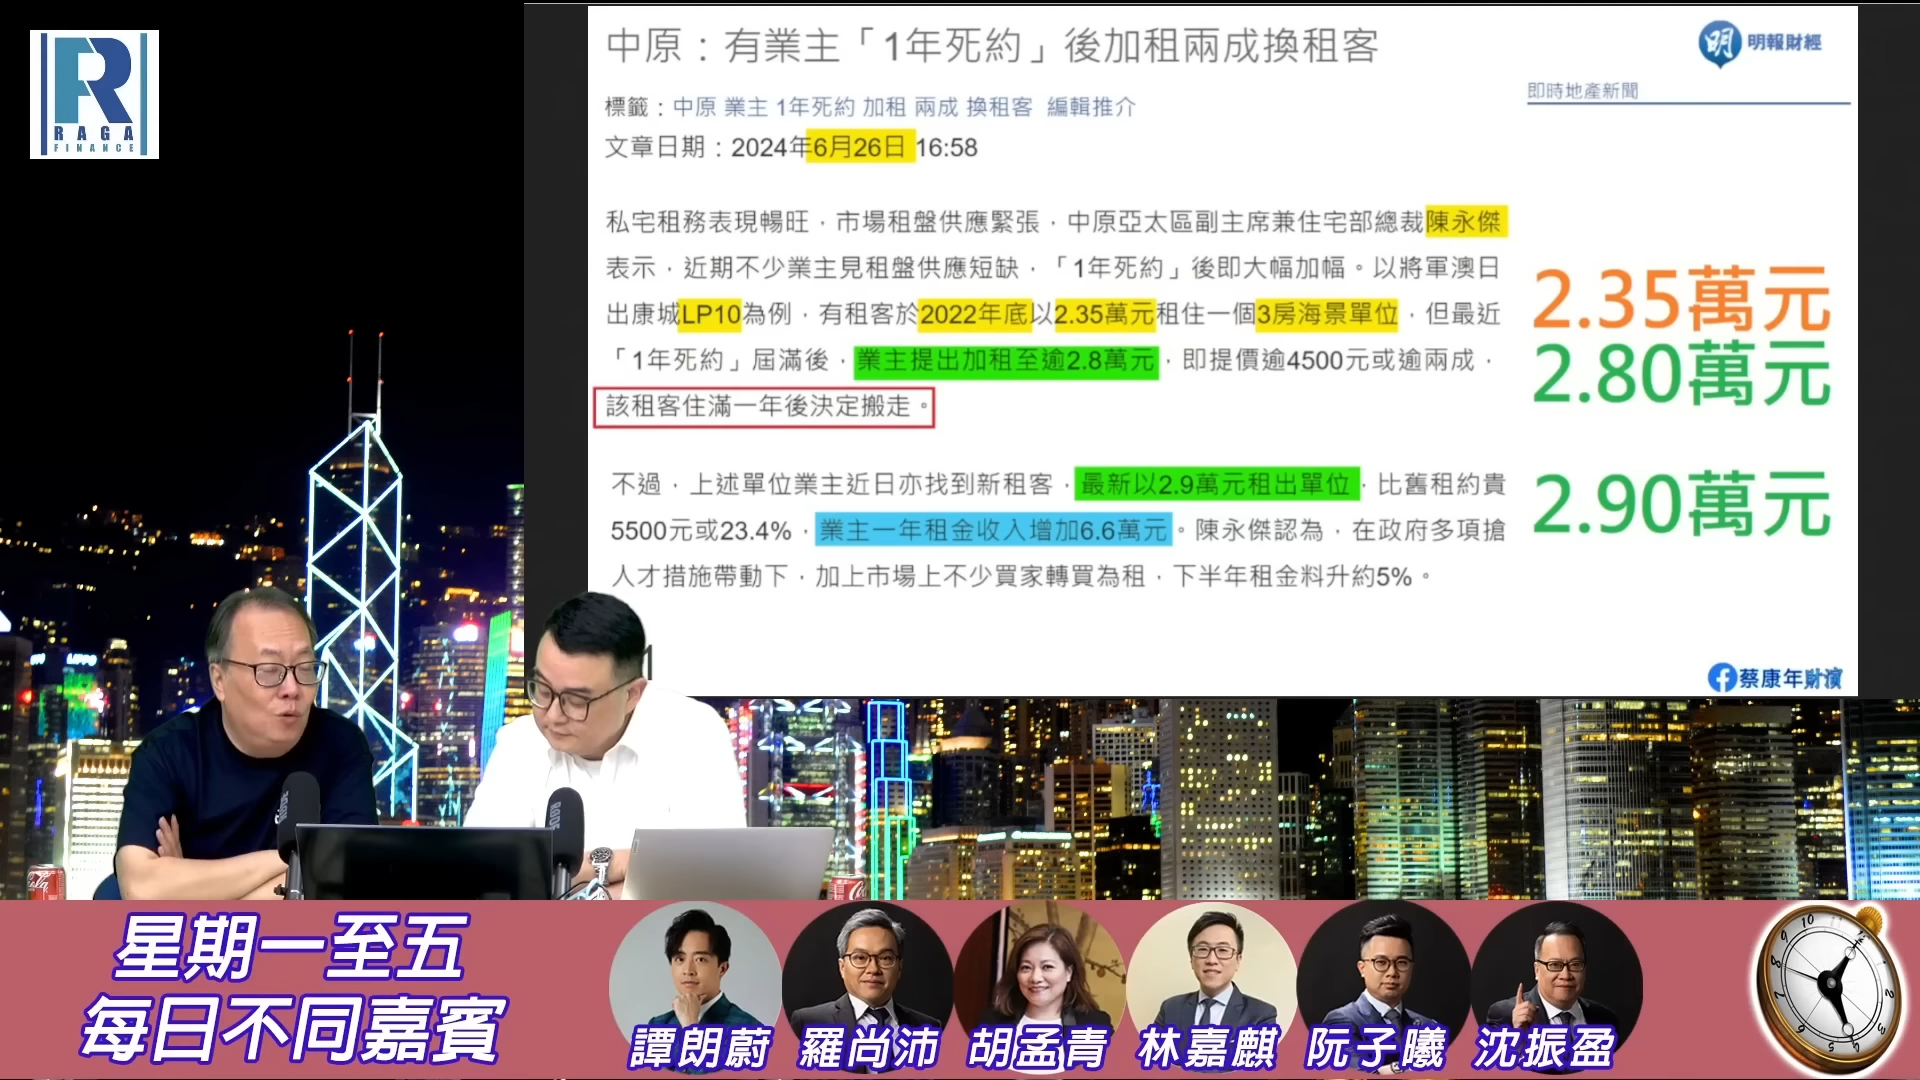 RAGA
FINANCE
中原：有業主「1年死約」後加租兩成換租客
明 明報財經
即時地產新聞
標籤：中原 業主 1年死約 加租 兩成 換租客 編輯推介
文章日期：2024年6月26日 16:58
私宅租務表現暢旺，市場租盤供應緊張，中原亞太區副主席兼住宅部總裁陳永傑
表示，近期不少業主見租盤供應短缺，「1年死約」後即大幅加幅。以將軍澳日
出康城LP10為例，有租客於2022年底以2.35萬元租住一個3房海景單位，但最近
「1年死約」屆滿後，業主提出加租至逾2.8萬元，即提價逾4500元或逾兩成，
該租客住滿一年後決定搬走。
2.35萬元
2.80萬元
不過，上述單位業主近日亦找到新租客，最新以2.9萬元租出單位，比舊租約貴
5500元或23.4%，業主一年租金收入增加6.6萬元。陳永傑認為，在政府多項搶
人才措施帶動下，加上市場上不少買家轉買為租，下半年租金料升約5%。
2.90萬元
蔡康年財演
星期一至五
每日不同嘉賓
譚朗蔚 羅尚沛 胡孟青 林嘉麒 阮子曦 沈振盈